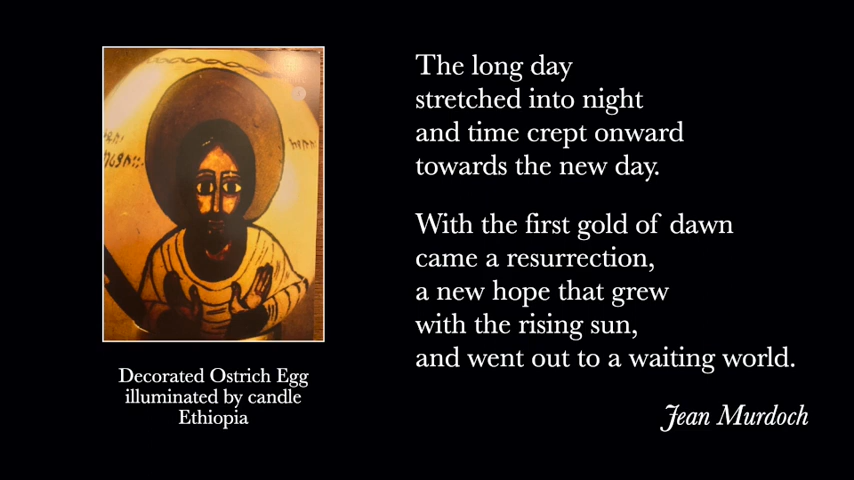 The long day
stretched into night
and time crept onward
towards the new day.
With the first gold of dawn
came a resurrection,
a new hope that grew
with the rising sun,
and went out to a waiting world.
Jean Murdoch
Decorated Ostrich Egg
illuminated by candle
Ethiopia